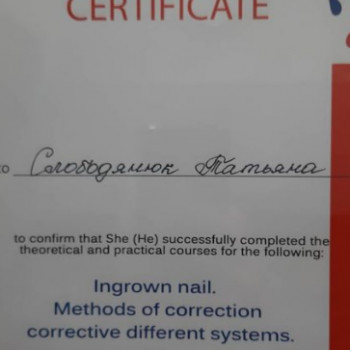 CERTIFICATE
to Слободянюк Татьяна
to confirm that She (He) successfully completed the
theoretical and practical courses for the following:
Ingrown nail.
Methods of correction
corrective different systems.